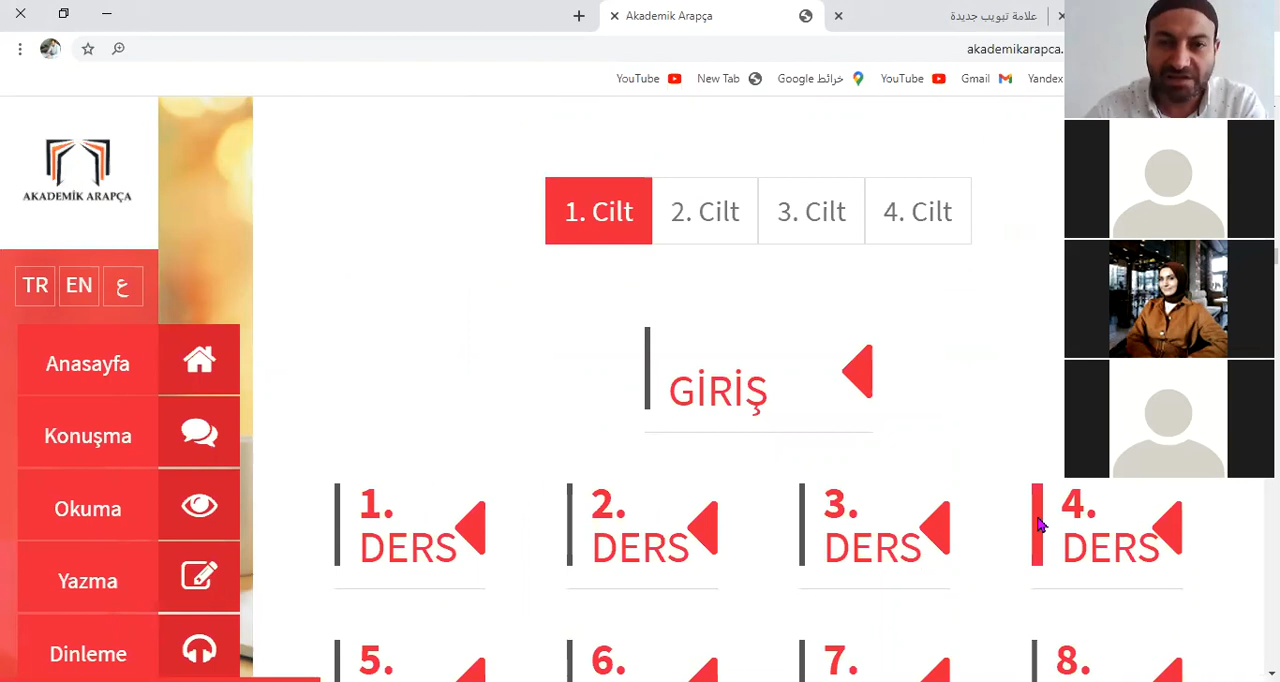 Akademik Arapça
علامة تبويب جديدة
akademikarapca.
YouTube
New Tab
خرائط Google
YouTube
Gmail
Yandex
AKADEMİK ARAPÇA
TR EN ع
Anasayfa
Konuşma
Okuma
Yazma
Dinleme
1. Cilt
2. Cilt
3. Cilt
4. Cilt
GİRİŞ
1.
DERS
2.
DERS
3.
DERS
4.
DERS
5.
6.
7.
8.